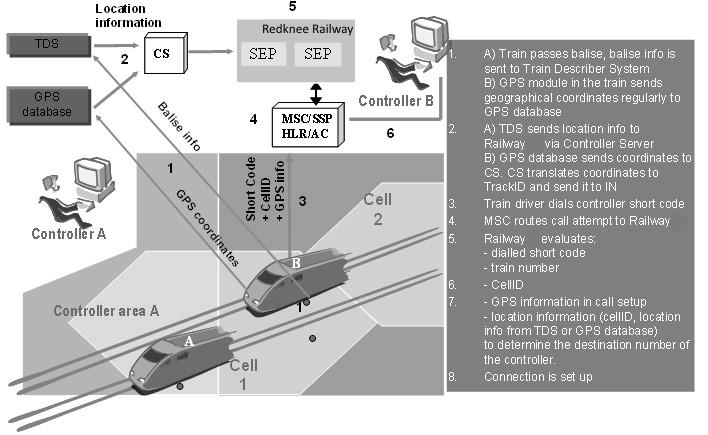 Location
information
5
Redknee Railway
TDS
2
CS
SEP
SEP
GPS
database
Controller B
4
MSC/SSP
HLR/AC
6
Balise info
1
GPS coordinates
Short Code
+ CellID
+ GPS info
3
Controller A
Cell
2
B
Controller area A
1
A
Cell
1
1. A) Train passes balise, balise info is
sent to Train Describer System
B) GPS module in the train sends
geographical coordinates regularly to
GPS database
2. A) TDS sends location info to
Railway via Controller Server
B) GPS database sends coordinates to
CS. CS translates coordinates to
TrackID and send it to IN
3. Train driver dials controller short code
4. MSC routes call attempt to Railway
5. Railway evaluates:
- dialled short code
- train number
6. - CellID
7. - GPS information in call setup
- location information (cellID, location
info from TDS or GPS database)
to determine the destination number of
the controller.
8. Connection is set up